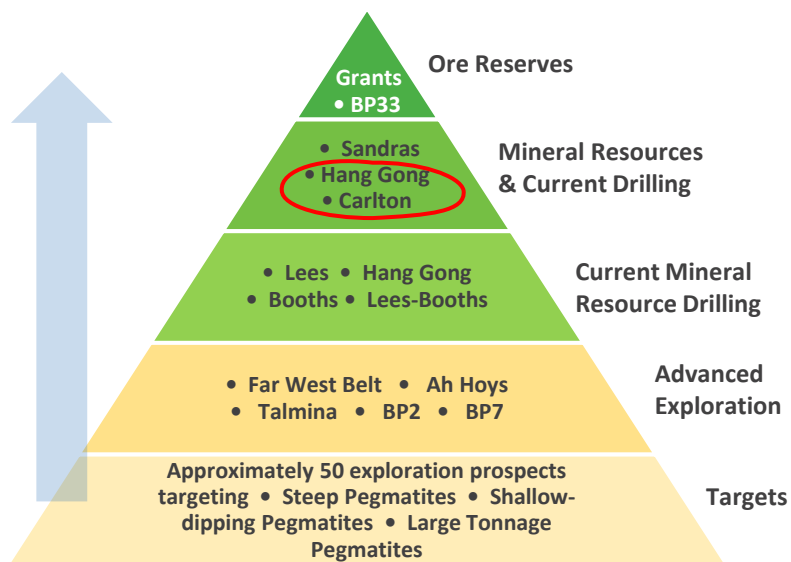 Grants
• BP33
Ore Reserves
• Sandras
• Hang Gong
• Carlton
Mineral Resources
& Current Drilling
• Lees • Hang Gong
• Booths • Lees-Booths
Current Mineral
Resource Drilling
• Far West Belt • Ah Hoys
• Talmina • BP2 • BP7
Advanced
Exploration
Approximately 50 exploration prospects
targeting • Steep Pegmatites • Shallow-
dipping Pegmatites • Large Tonnage
Pegmatites
Targets